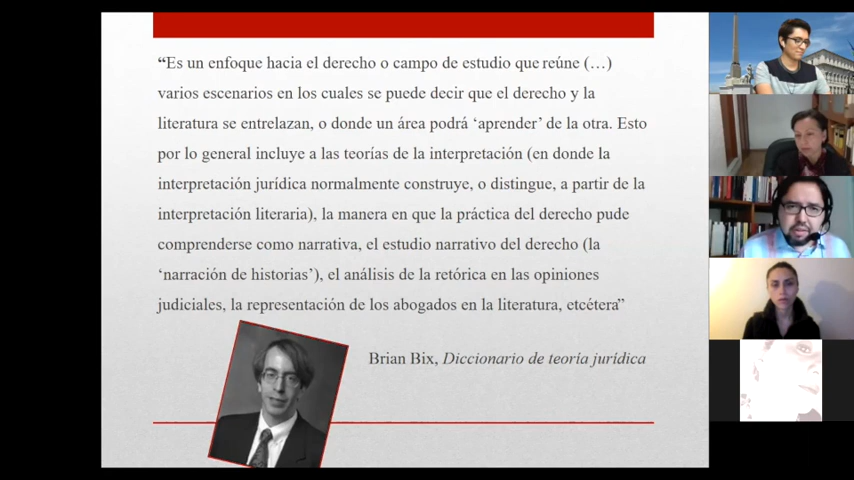 “Es un enfoque hacia el derecho o campo de estudio que reúne (…)
varios escenarios en los cuales se puede decir que el derecho y la
literatura se entrelazan, o donde un área podrá ‘aprender’ de la otra. Esto
por lo general incluye a las teorías de la interpretación (en donde la
interpretación jurídica normalmente construye, o distingue, a partir de la
interpretación literaria), la manera en que la práctica del derecho pude
comprenderse como narrativa, el estudio narrativo del derecho (la
‘narración de historias’), el análisis de la retórica en las opiniones
judiciales, la representación de los abogados en la literatura, etcétera”
Brian Bix, Diccionario de teoría jurídica